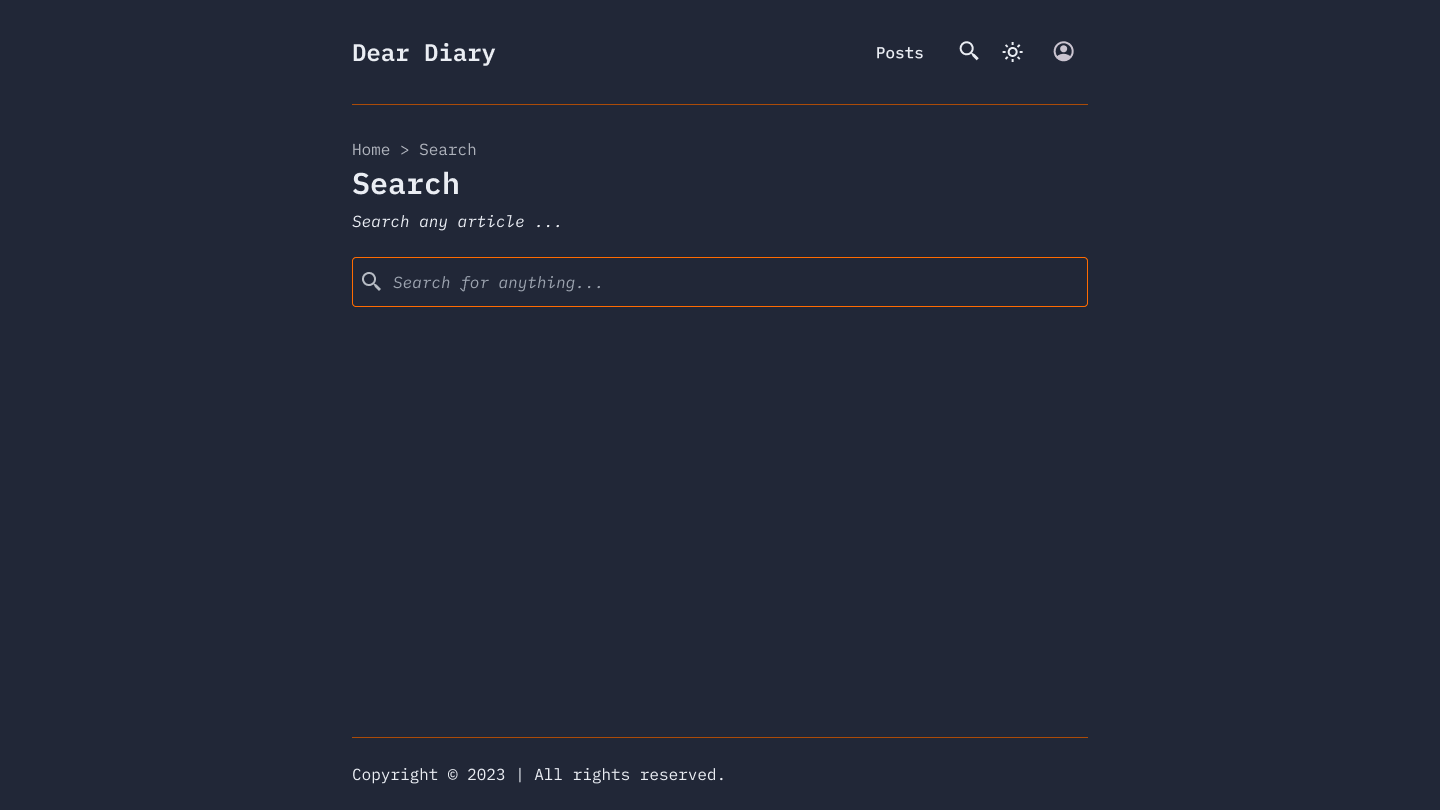 Dear Diary
Posts
Home > Search
Search
Search any article ...
Search for anything...
Copyright © 2023 | All rights reserved.